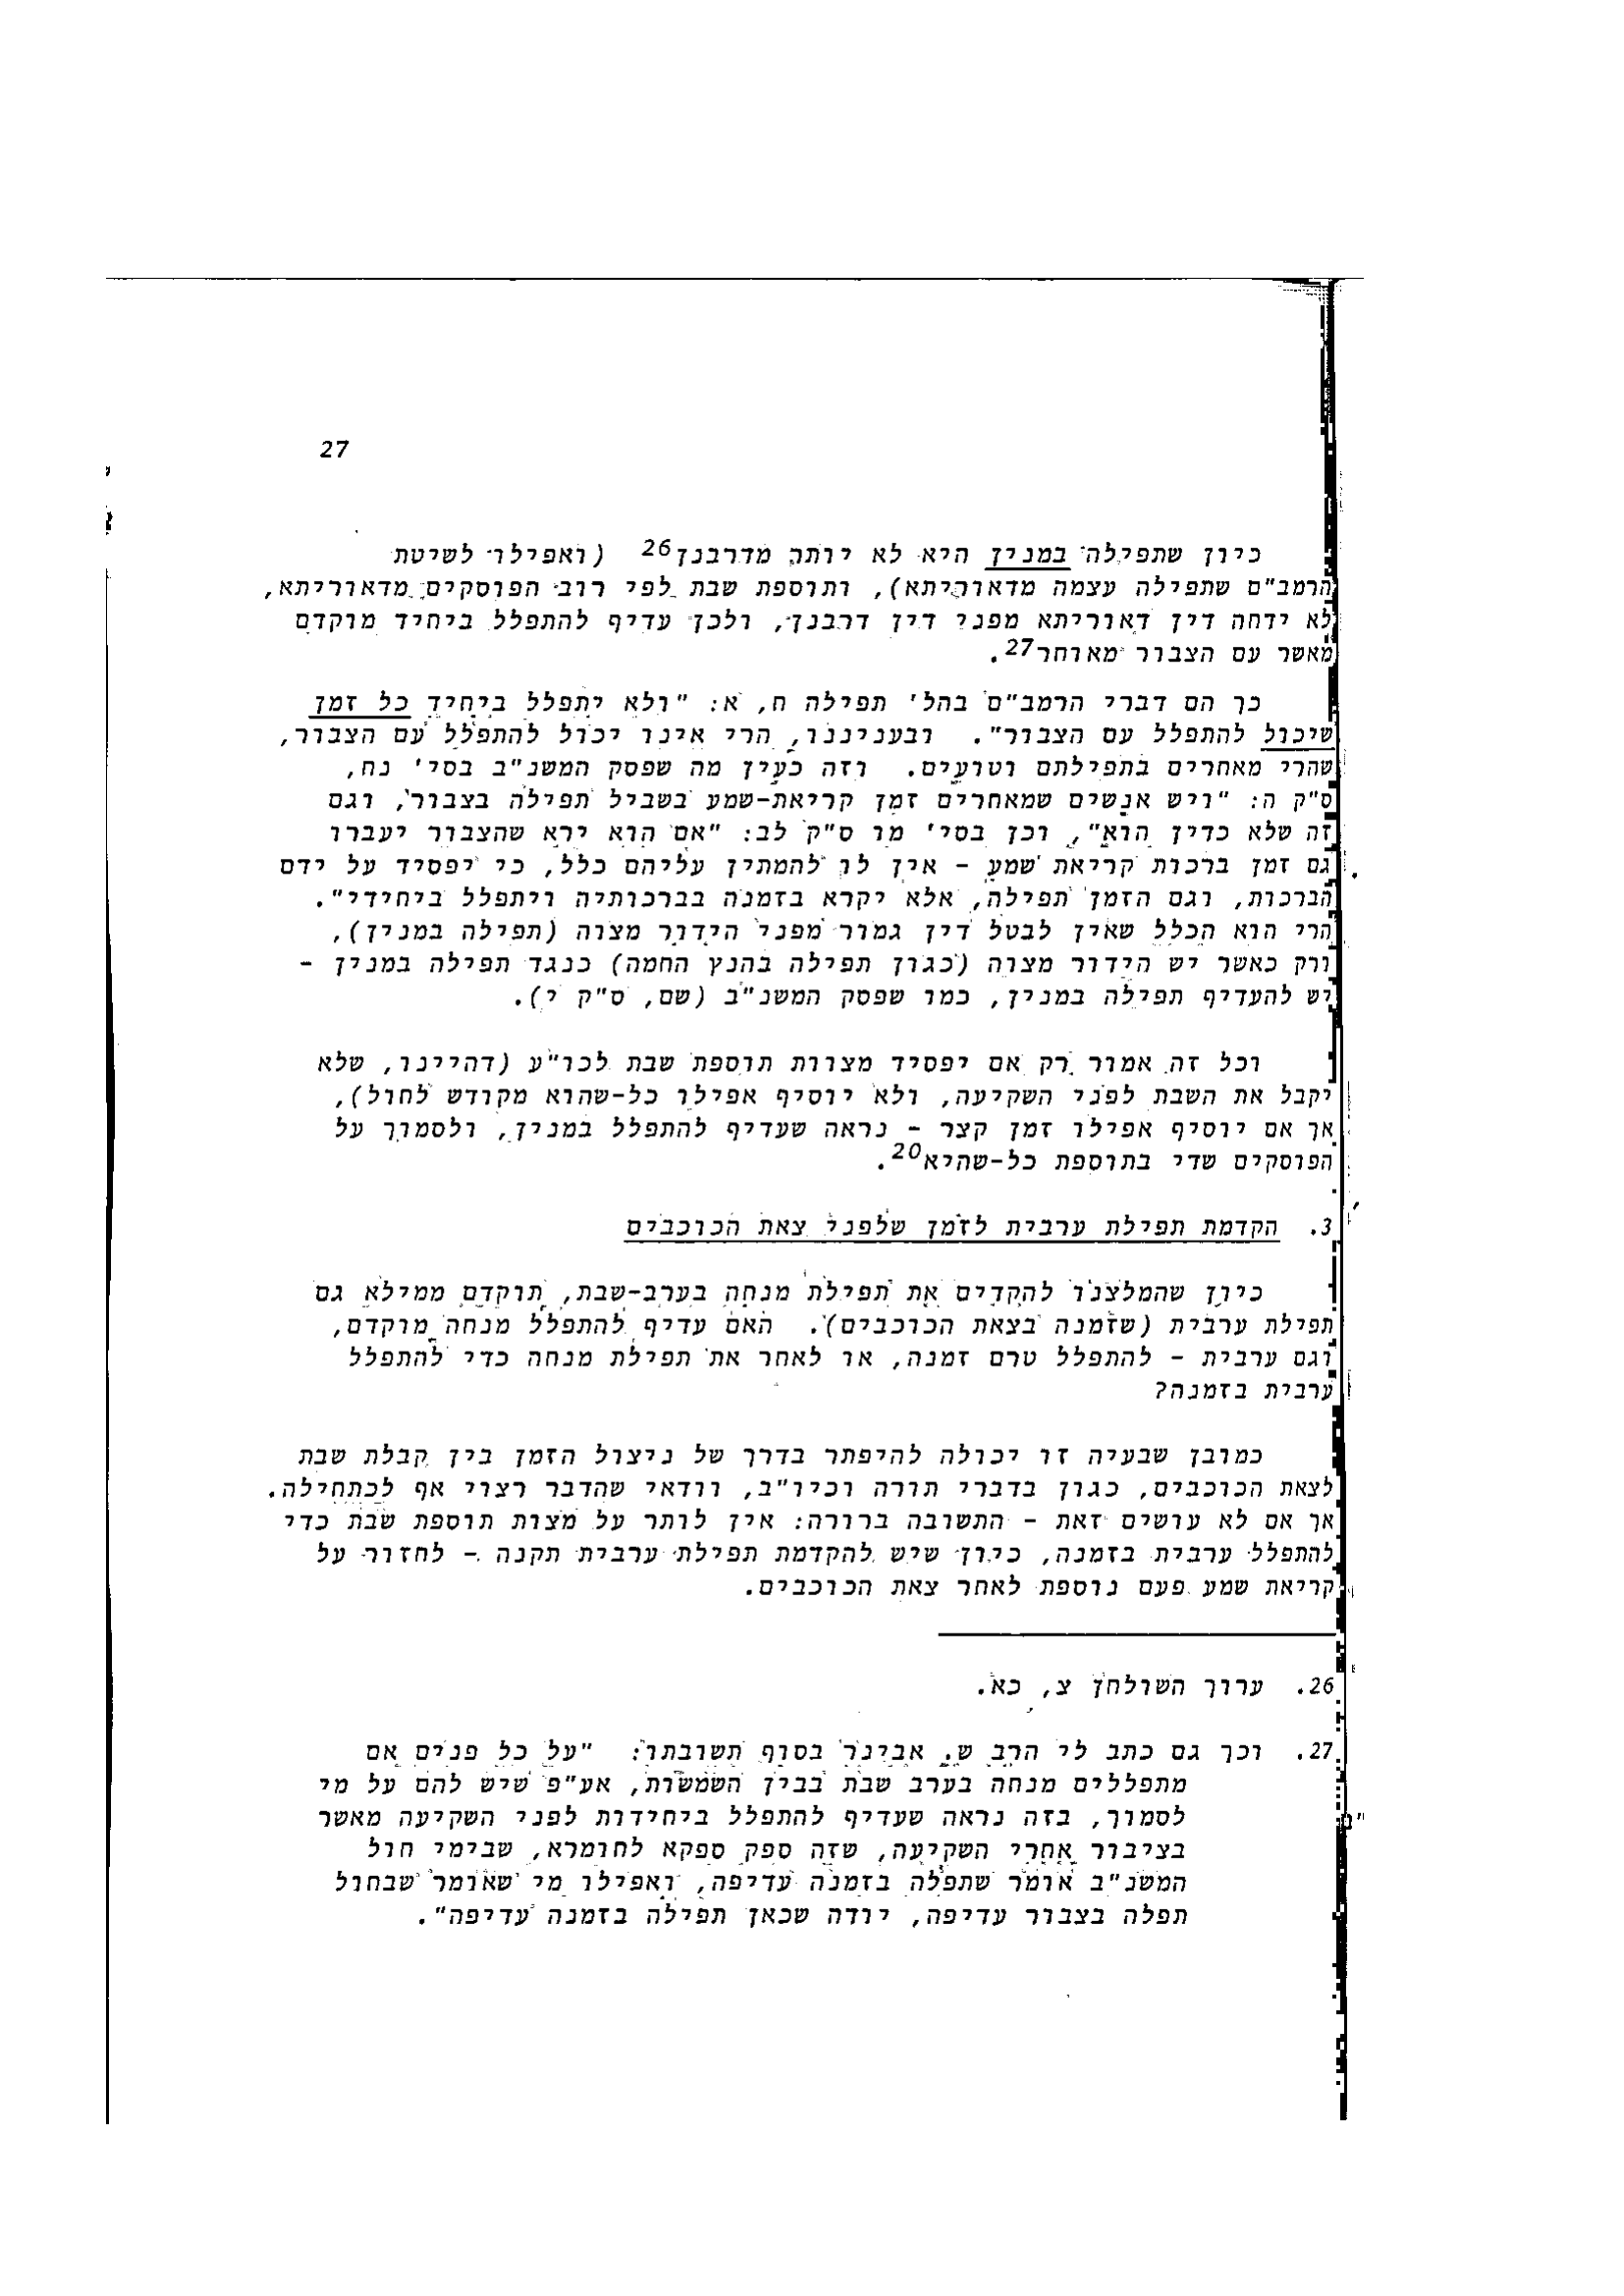 27
כיון שתפילה במנין היא לא יותר מדרבנן26 (ואפילו לשיטת
הרמב"ם שתפילה עצמה מדאוריתא), ותוספת שבת לפי רוב הפוסקים מדאוריתא,
לא ידחה דין דאוריתא מפני דין דרבנן, ולכן עדיף להתפלל ביחיד מוקדם
מאשר עם הצבור מאוחר27.
כך הם דברי הרמב"ם בהל' תפילה ח, א: "ולא יתפלל ביחיד כל זמן
שיכול להתפלל עם הצבור". ובעניננו, הרי אינו יכול להתפלל עם הצבור,
שהרי מאחרים בתפילתם וטועים. וזה כעין מה שפסק המשנ"ב בסי' נח,
ס"ק ה: "ויש אנשים שמאחרים זמן קריאת-שמע בשביל תפילה בצבור, וגם
זה שלא כדין הוא", וכן בסי' מו ס"ק לב: "אם הוא ירא שהצבור יעברו
גם זמן ברכות קריאת שמע - אין לו להמתין עליהם כלל, כי יפסיד על ידם
הברכות, וגם הזמן תפילה, אלא יקרא בזמנה בברכותיה ויתפלל ביחידי".
הרי הוא הכלל שאין לבטל דין גמור מפני הידור מצוה (תפילה במנין),
ורק כאשר יש הידור מצוה (כגון תפילה בהנץ החמה) כנגד תפילה במנין -
יש להעדיף תפילה במנין, כמו שפסק המשנ"ב (שם, ס"ק י).
וכל זה אמור רק אם יפסיד מצוות תוספת שבת לכו"ע (דהיינו, שלא
יקבל את השבת לפני השקיעה, ולא יוסיף אפילו כל-שהוא מקודש לחול),
אך אם יוסיף אפילו זמן קצר - נראה שעדיף להתפלל במנין, ולסמוך על
הפוסקים שדי בתוספת כל-שהיא20.
3. הקדמת תפילת ערבית לזמן שלפני צאת הכוכבים
כיון שהמלצנו להקדים את תפילת מנחה בערב-שבת, תוקדם ממילא גם
תפילת ערבית (שזמנה בצאת הכוכבים). האם עדיף להתפלל מנחה מוקדם,
וגם ערבית - להתפלל טרם זמנה, או לאחר את תפילת מנחה כדי להתפלל
ערבית בזמנה?
כמובן שבעיה זו יכולה להיפתר בדרך של ניצול הזמן בין קבלת שבת
לצאת הכוכבים, כגון בדברי תורה וכיו"ב, וודאי שהדבר רצוי אף לכתחילה.
אך אם לא עושים זאת - התשובה ברורה: אין לותר על מצות תוספת שבת כדי
להתפלל ערבית בזמנה, כיון שיש להקדמת תפילת ערבית תקנה - לחזור על
קריאת שמע פעם נוספת לאחר צאת הכוכבים.
26. ערוך השולחן צ, כא.
27. וכך גם כתב לי הרב ש. אבינר בסוף תשובתו: "על כל פנים אם
מתפללים מנחה בערב שבת בבין השמשות, אע"פ שיש להם על מי
לסמוך, בזה נראה שעדיף להתפלל ביחידות לפני השקיעה מאשר
בציבור אחרי השקיעה, שזה ספק ספקא לחומרא, שבימי חול
המשנ"ב אומר שתפלה בזמנה עדיפה, ואפילו מי שאומר שבחול
תפלה בצבור עדיפה, יודה שכאן תפילה בזמנה עדיפה".